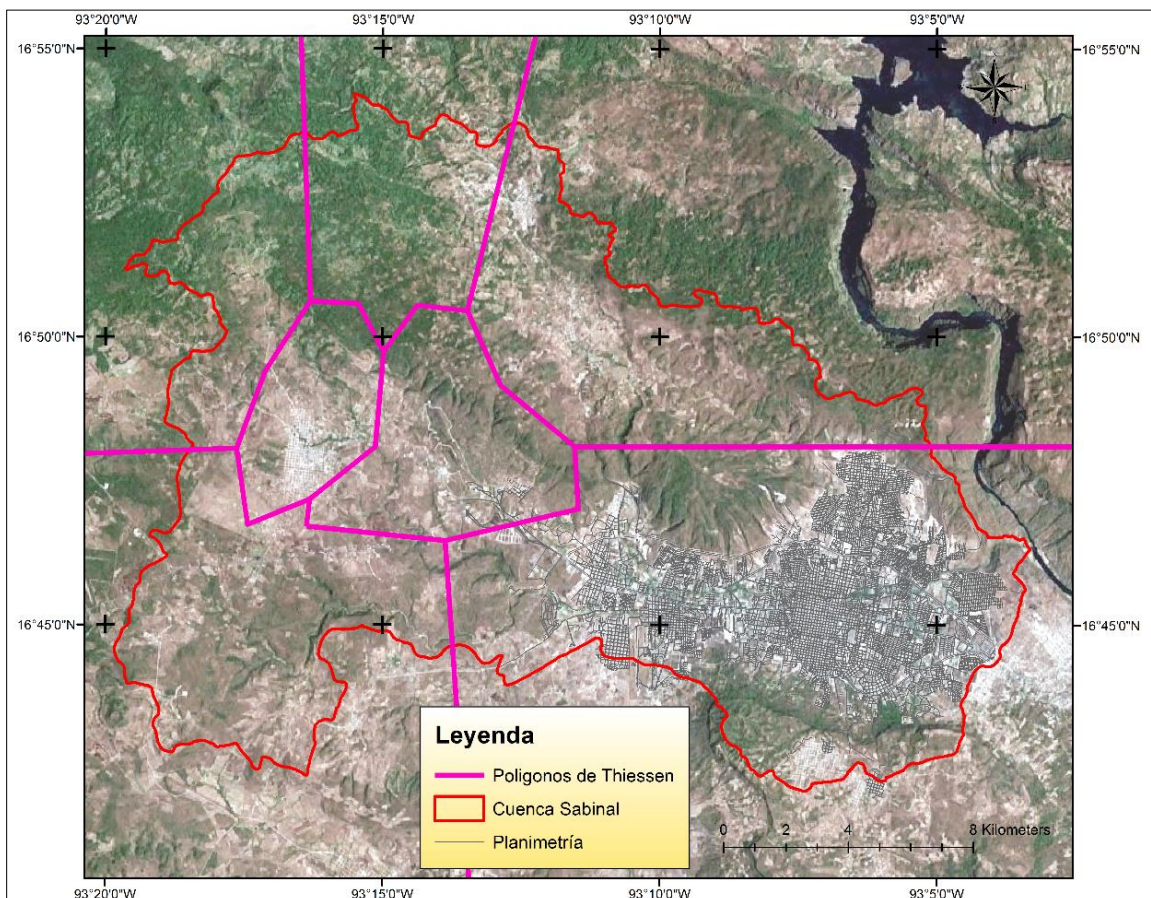 93°20'0"W 93°15'0"W 93°10'0"W 93°5'0"W
16°55'0"N 16°55'0"N
16°50'0"N 16°50'0"N
16°45'0"N 16°45'0"N
Leyenda
Poligonos de Thiessen
Cuenca Sabinal
Planimetría
0 2 4 8 Kilometers
93°20'0"W 93°15'0"W 93°10'0"W 93°5'0"W